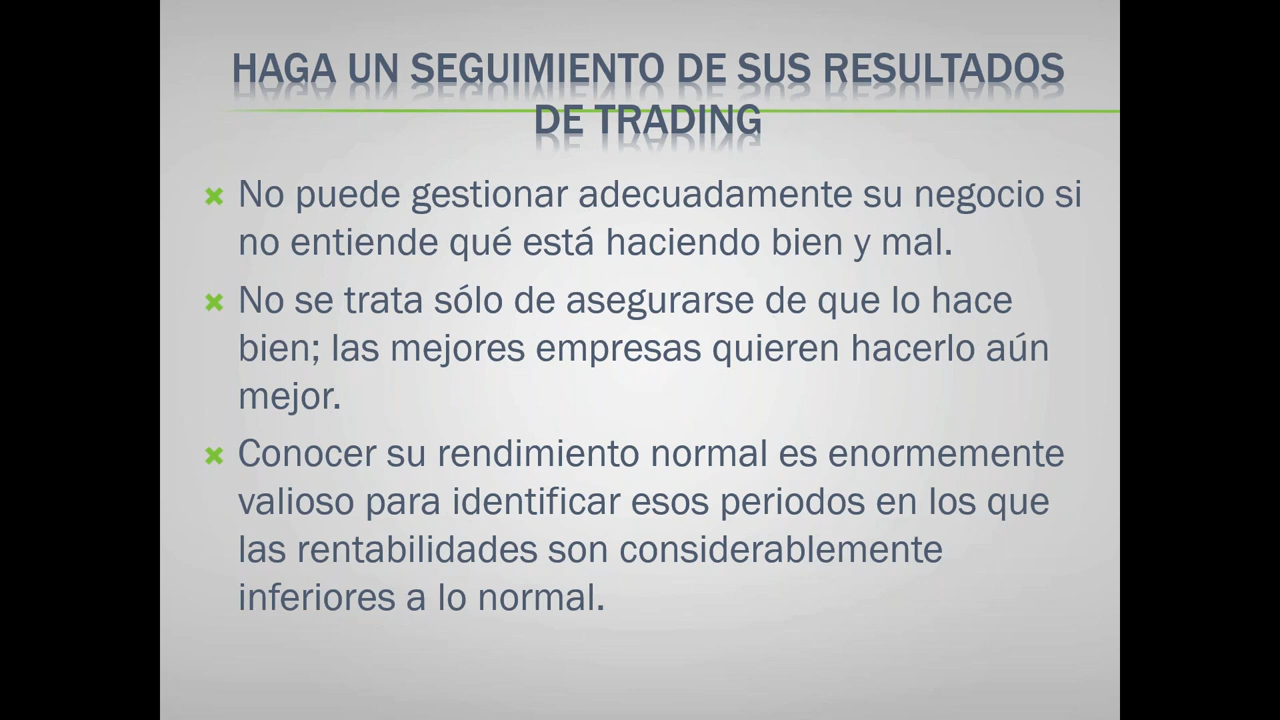 HAGA UN SEGUIMIENTO DE SUS RESULTADOS
DE TRADING
No puede gestionar adecuadamente su negocio si
no entiende qué está haciendo bien y mal.
No se trata sólo de asegurarse de que lo hace
bien; las mejores empresas quieren hacerlo aún
mejor.
Conocer su rendimiento normal es enormemente
valioso para identificar esos periodos en los que
las rentabilidades son considerablemente
inferiores a lo normal.